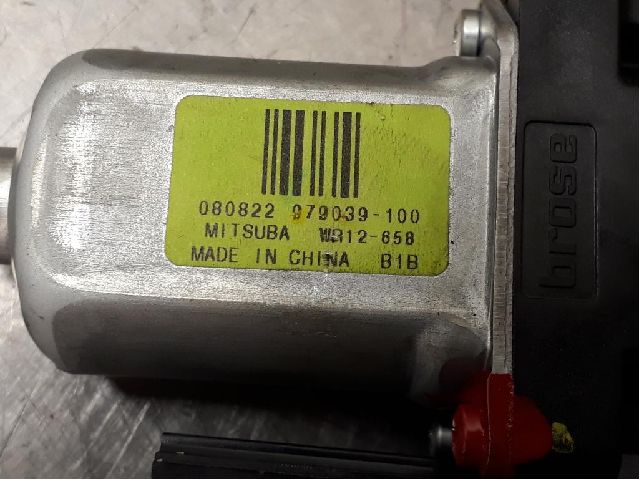 080822 979039-100
MITSUBA WB12-658
MADE IN CHINA B1B
brose